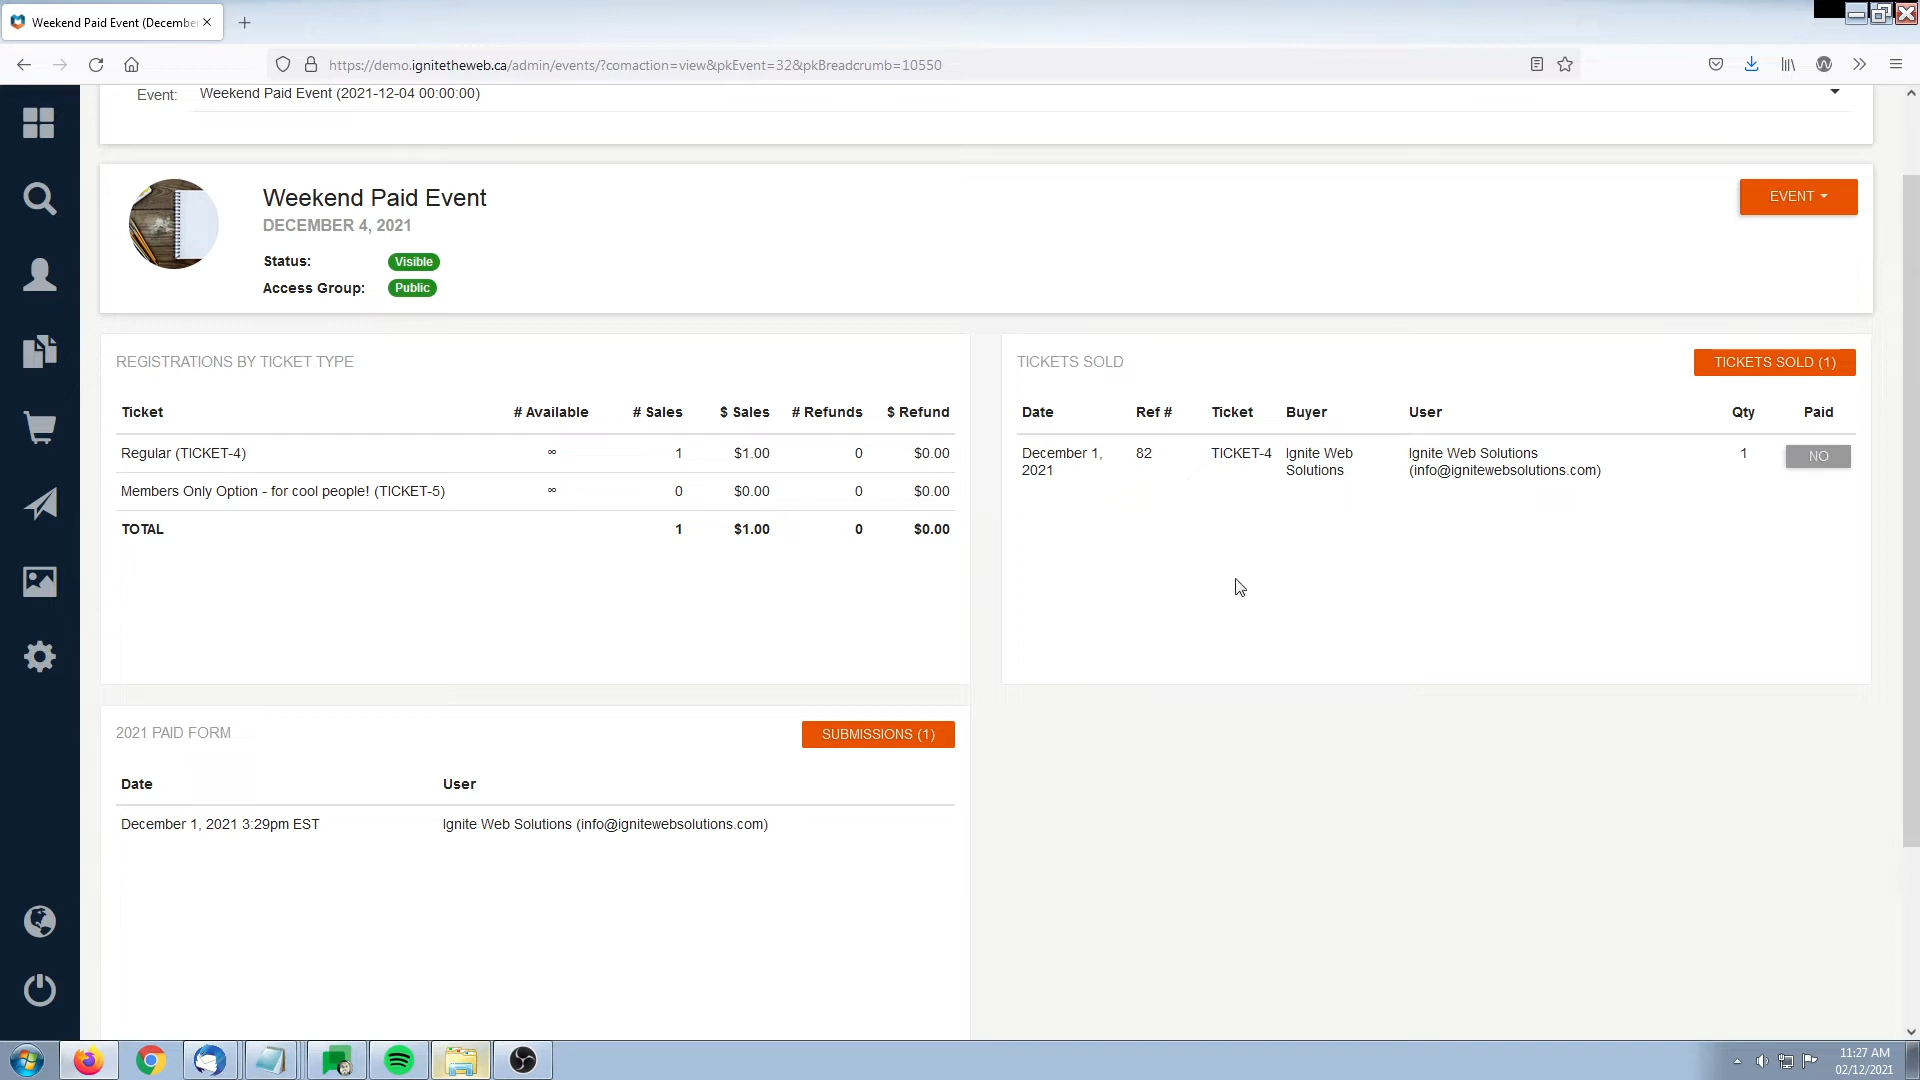 Weekend Paid Event (Decembe
https://demo.ignitetheweb.ca/admin/events/?comaction=view&pkEvent=32&pkBreadcrumb=10550
Event: Weekend Paid Event (2021-12-04 00:00:00)
Weekend Paid Event
DECEMBER 4, 2021
EVENT
Status: Visible
Access Group: Public
REGISTRATIONS BY TICKET TYPE
Ticket # Available # Sales $ Sales # Refunds $ Refund
Regular (TICKET-4) ∞ 1 $1.00 0 $0.00
Members Only Option - for cool people! (TICKET-5) ∞ 0 $0.00 0 $0.00
TOTAL 1 $1.00 0 $0.00
TICKETS SOLD
TICKETS SOLD (1)
Date Ref # Ticket Buyer User Qty Paid
December 1, 82 TICKET-4 Ignite Web Ignite Web Solutions 1 NO
2021 Solutions (info@ignitewebsolutions.com)
2021 PAID FORM
SUBMISSIONS (1)
Date User
December 1, 2021 3:29pm EST Ignite Web Solutions (info@ignitewebsolutions.com)
11:27 AM
02/12/2021